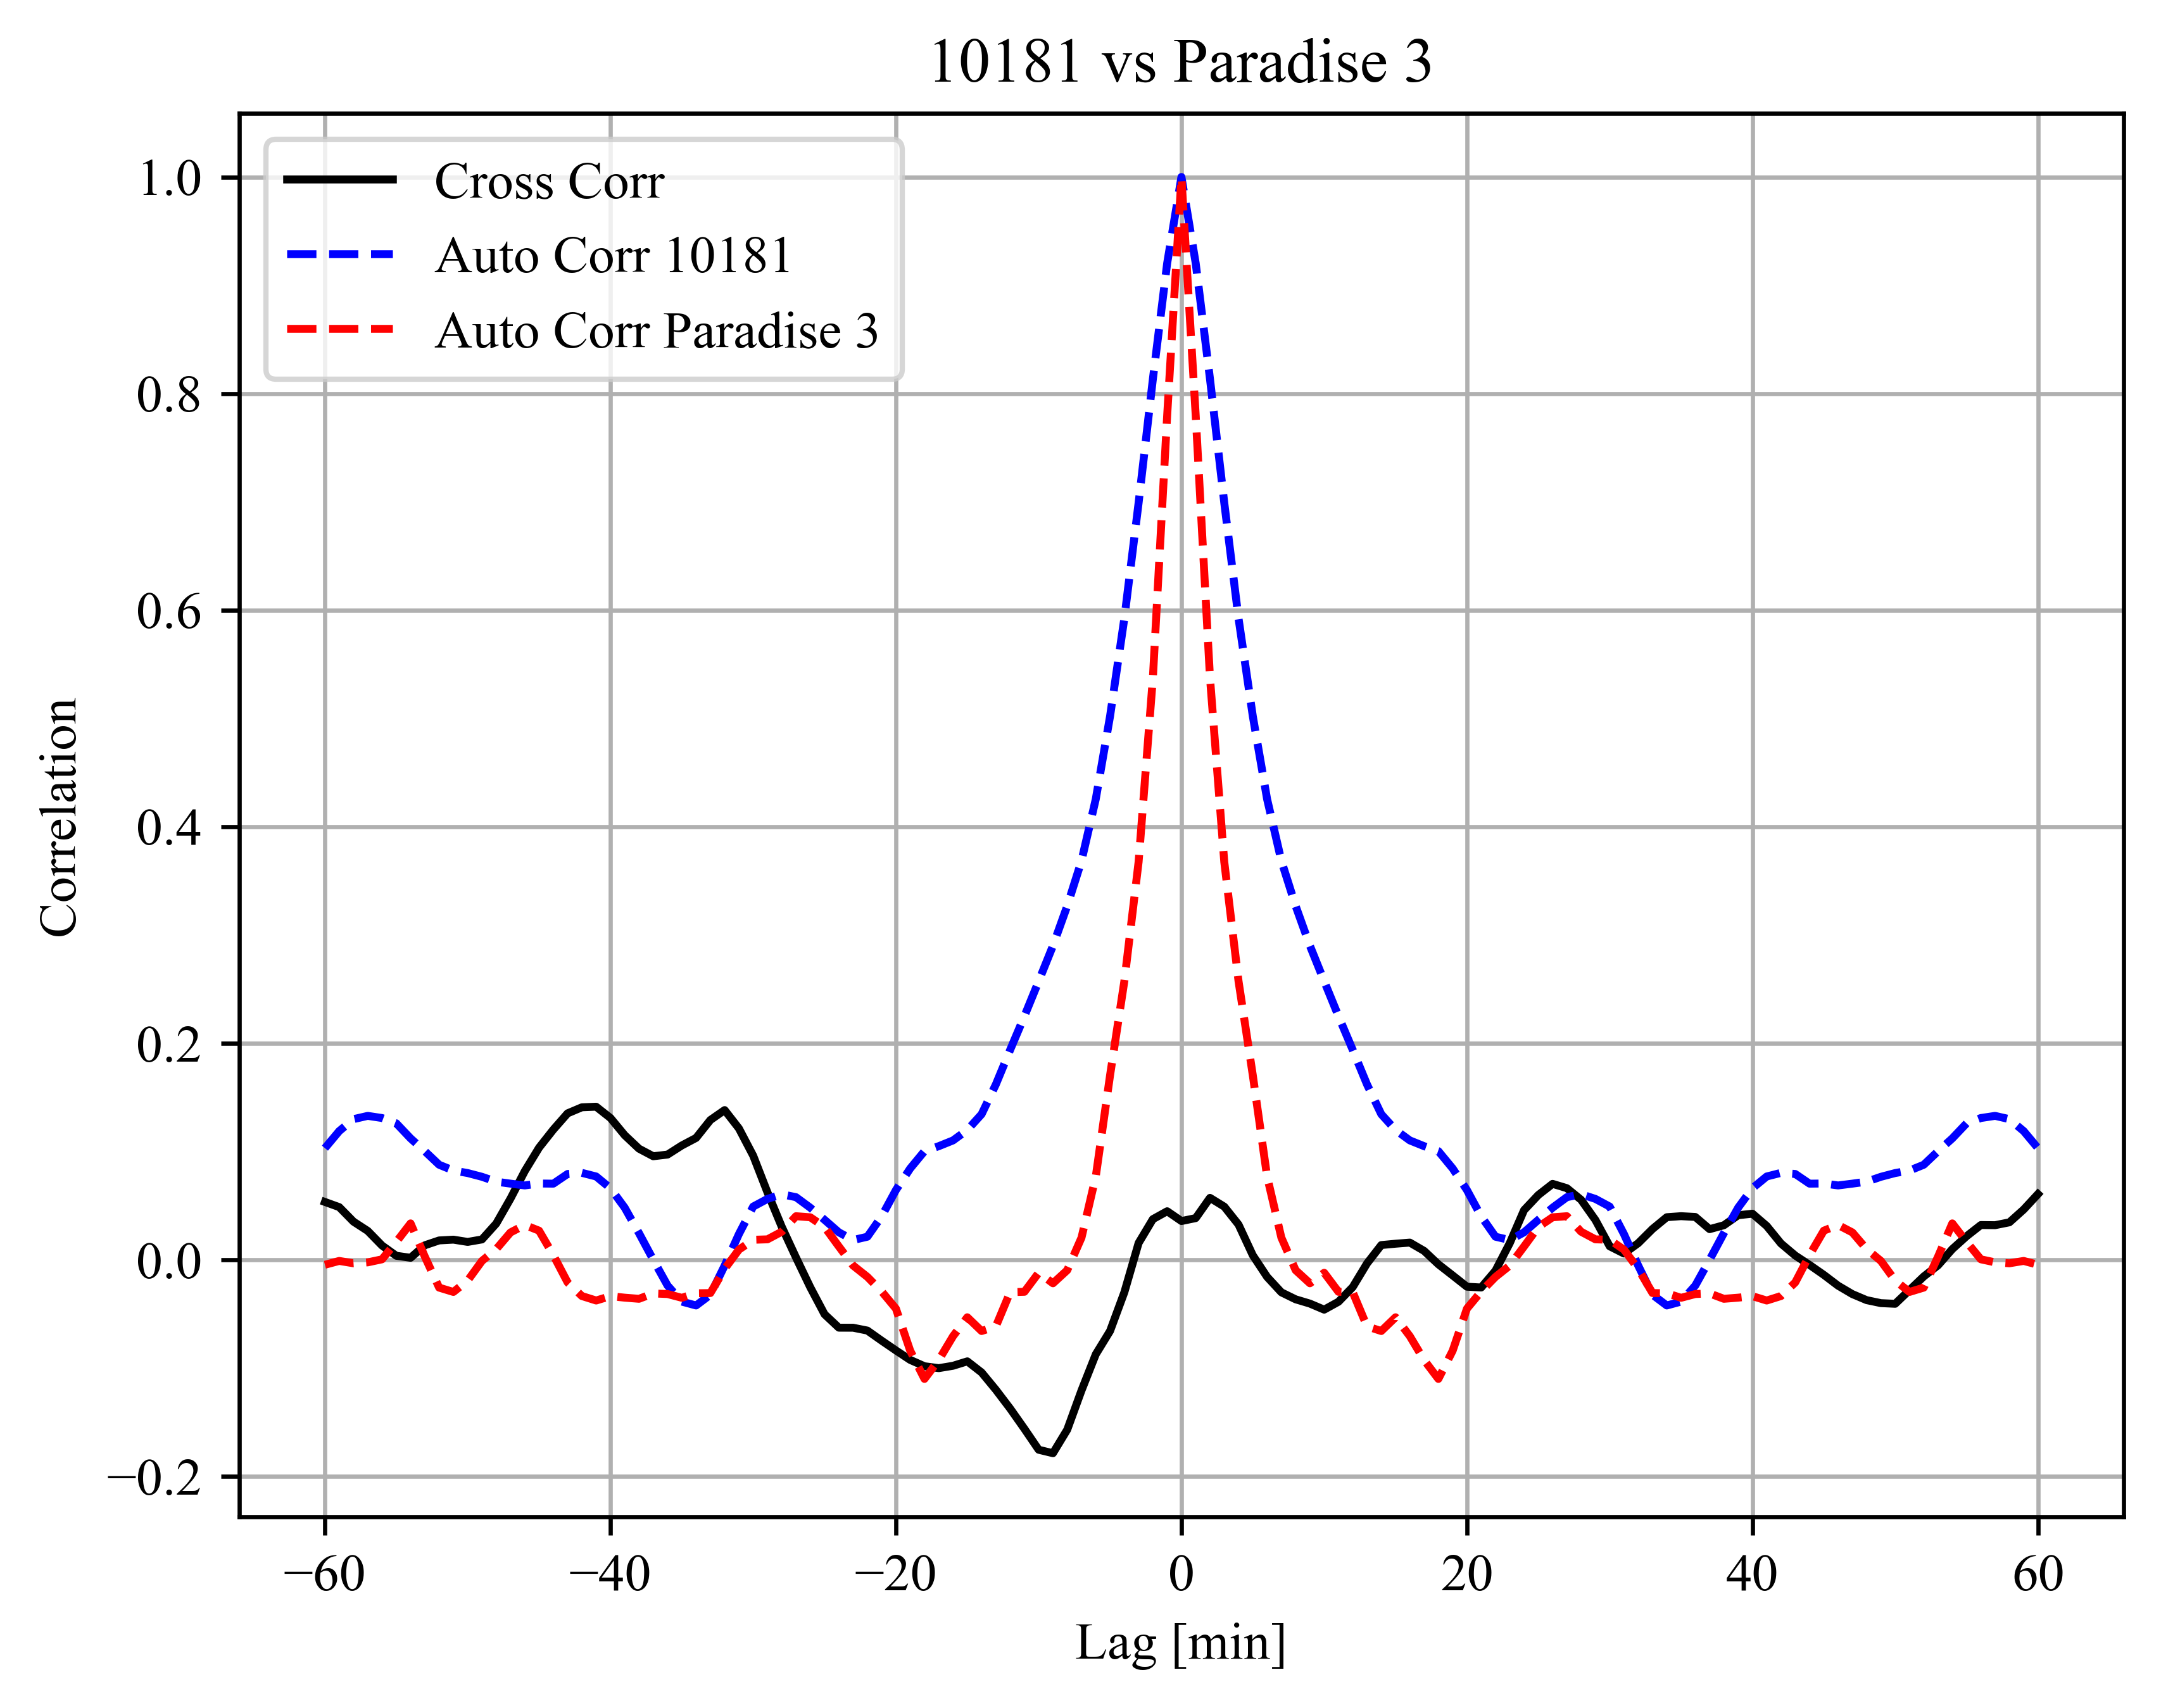 10181 vs Paradise 3
Cross Corr
Auto Corr 10181
Auto Corr Paradise 3
1.0
0.8
0.6
0.4
0.2
0.0
−0.2
Correlation
−60
−40
−20
0
20
40
60
Lag [min]